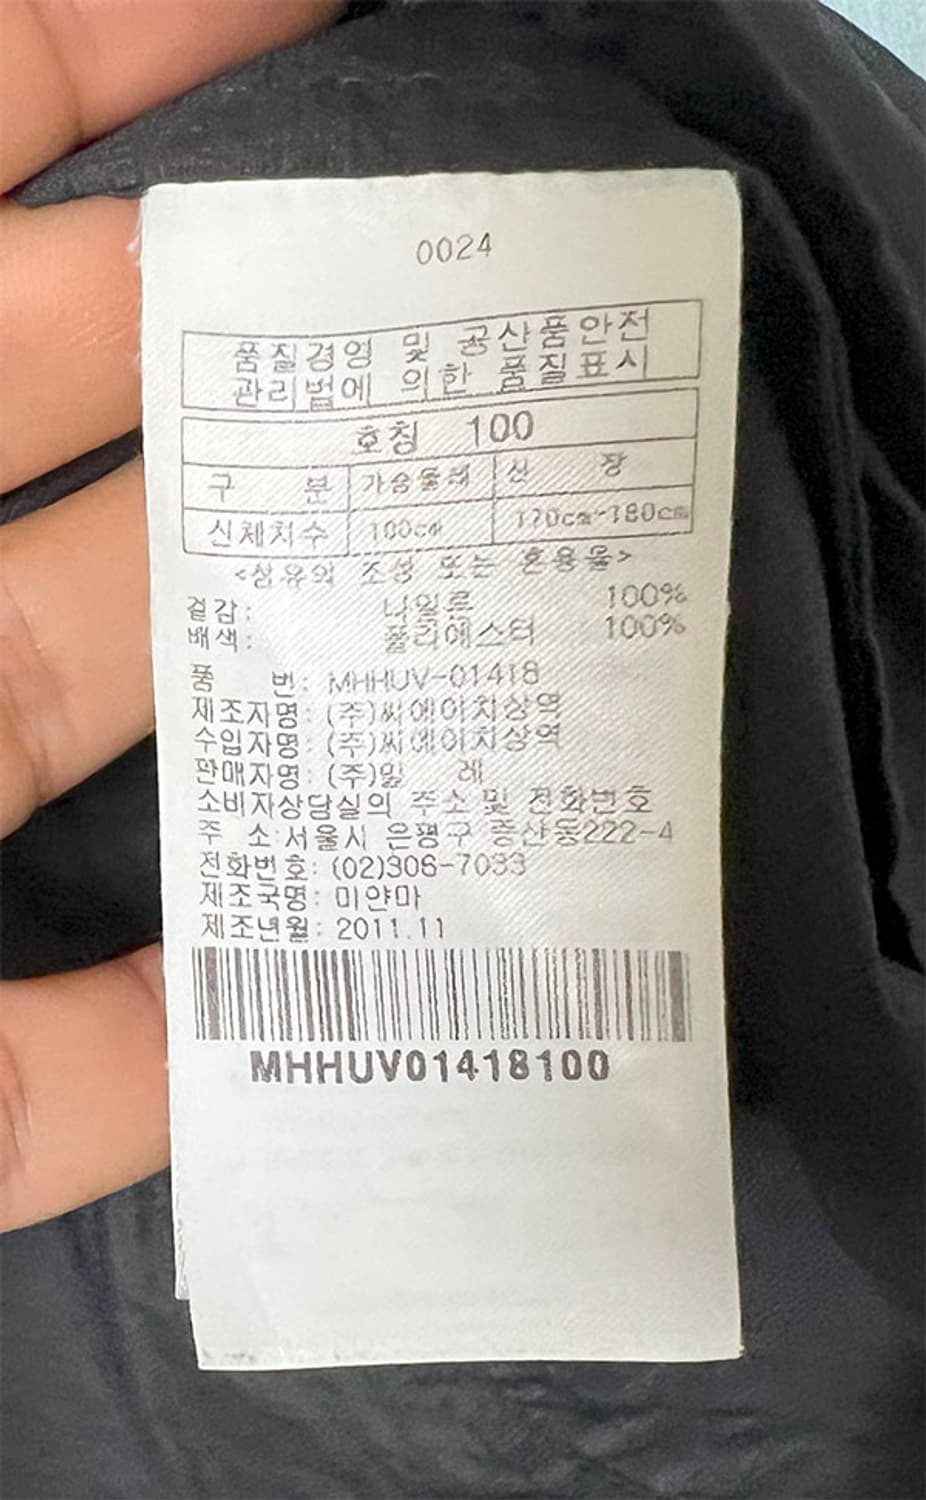 0024
품질경영 및 공산품안전
관리법에 의한 품질표시
호칭 100
구 분 가슴둘레 신 장
신체치수 100cm 170cm~180cm
<섬유의 조성 또는 혼용율>
겉감: 나일론 100%
배색: 폴리에스터 100%
품 번: MHHUV-01418
제조자명: (주)씨에이치상역
수입자명: (주)씨에이치상역
판매자명: (주)밀 레
소비자상담실의 주소 및 전화번호
주 소:서울시 은평구 증산동222-4
전화번호: (02)306-7033
제조국명: 미얀마
제조년월: 2011.11
MHHUV01418100